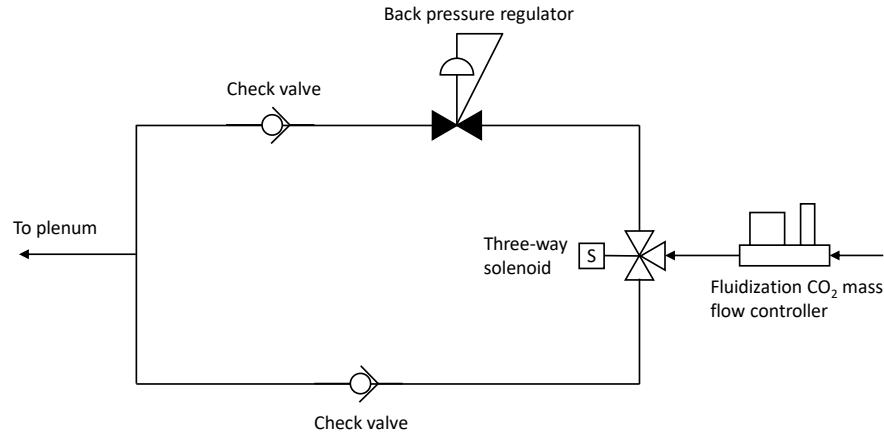 Back pressure regulator
Check valve
To plenum
Three-way
solenoid
S
Fluidization CO₂ mass
flow controller
Check valve